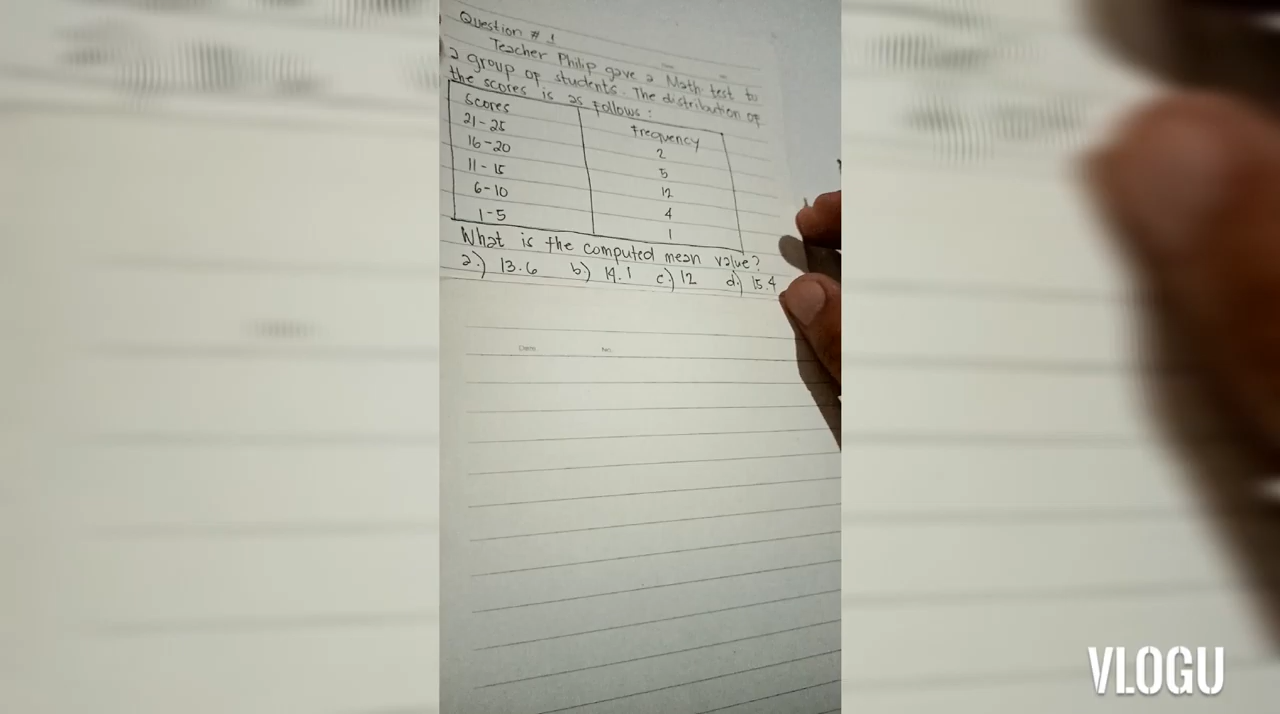 Question # 1
Teacher Philip gave a Math test to
a group of students. The distribution of
the scores is as follows:
Scores Frequency
21-25 2
16-20 5
11-15 12
6-10 4
1-5 1
What is the computed mean value?
a.) 13.6 b.) 14.1 c.) 12 d.) 15.4
Date No.
VLOGU